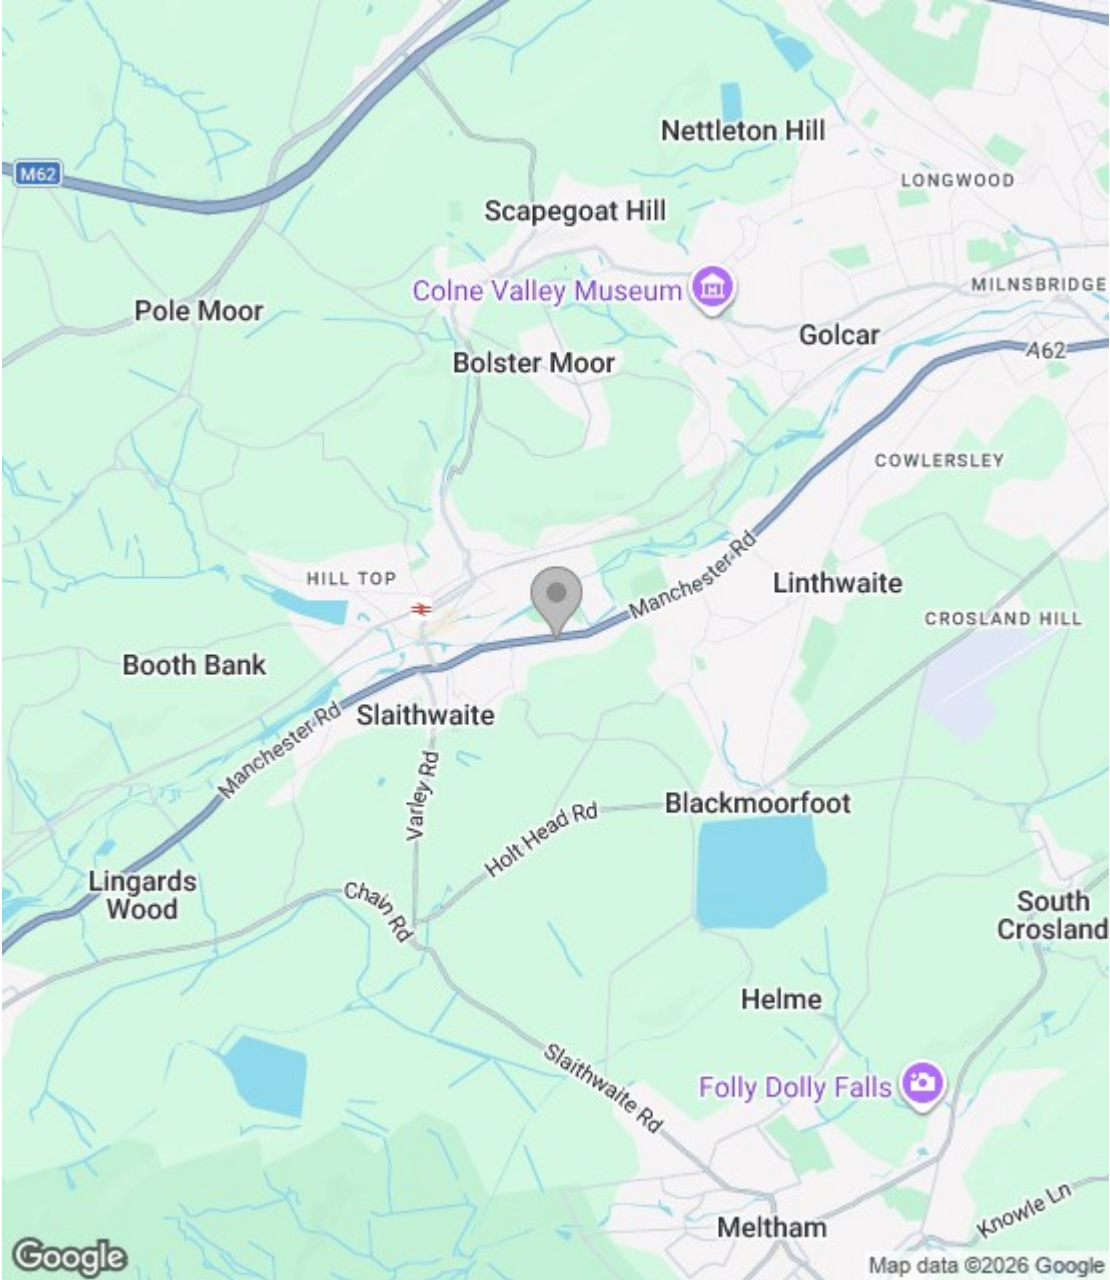 Nettleton Hill
M62
LONGWOOD
Scapegoat Hill
Colne Valley Museum
MILNSBRIDGE
Pole Moor
Golcar
A62
Bolster Moor
COWLERSLEY
Manchester Rd
HILL TOP
Linthwaite
CROSLAND HILL
Booth Bank
Slaithwaite
Manchester Rd
Varley Rd
Blackmoorfoot
Holt Head Rd
Lingards
Wood
Chain Rd
South
Crosland
Helme
Slaithwaite Rd
Folly Dolly Falls
Knowle Ln
Meltham
Google
Map data ©2026 Google